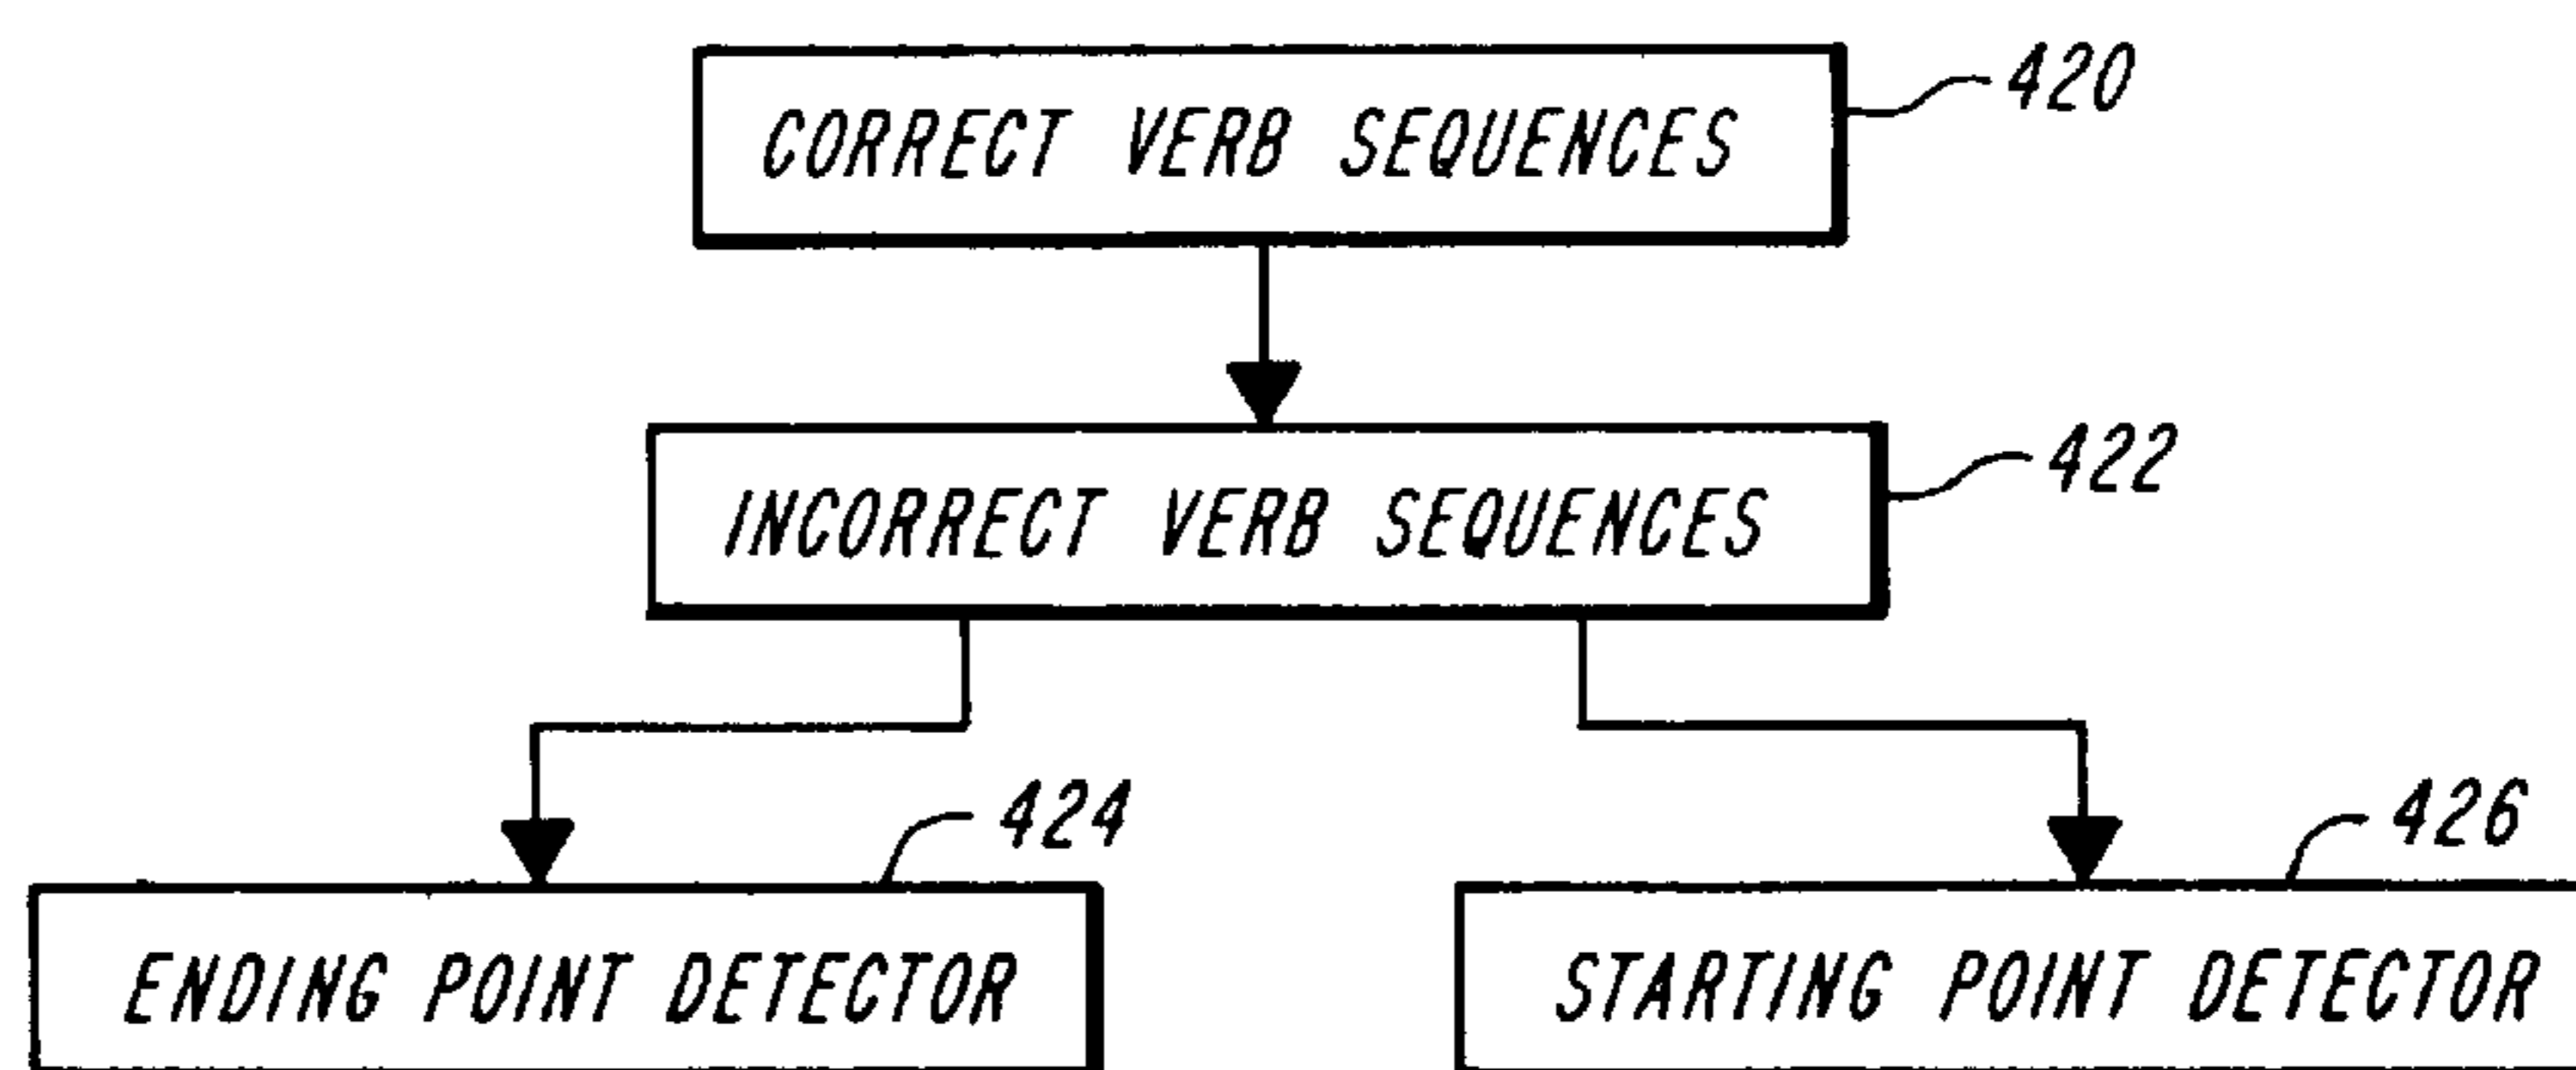 CORRECT VERB SEQUENCES
420
INCORRECT VERB SEQUENCES
422
424
426
ENDING POINT DETECTOR
STARTING POINT DETECTOR